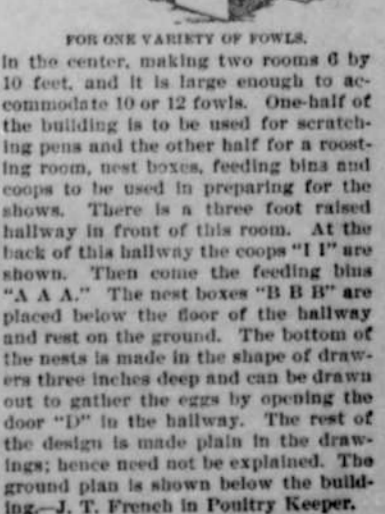 FOR ONE VARIETY OF FOWLS.
in the center, making two rooms 6 by
10 feet, and it is large enough to ac-
commodate 10 or 12 fowls. One-half of
the building is to be used for scratch-
ing pens and the other half for a roost-
ing room, nest boxes, feeding bins and
coops to be used in preparing for the
shows. There is a three foot raised
hallway in front of this room. At the
back of this hallway the coops "I I" are
shown. Then come the feeding bins
"A A A." The nest boxes "B B B" are
placed below the floor of the hallway
and rest on the ground. The bottom of
the nests is made in the shape of draw-
ers three inches deep and can be drawn
out to gather the eggs by opening the
door "D" in the hallway. The rest of
the design is made plain in the draw-
ings; hence need not be explained. The
ground plan is shown below the build-
ing.—J. T. French in Poultry Keeper.